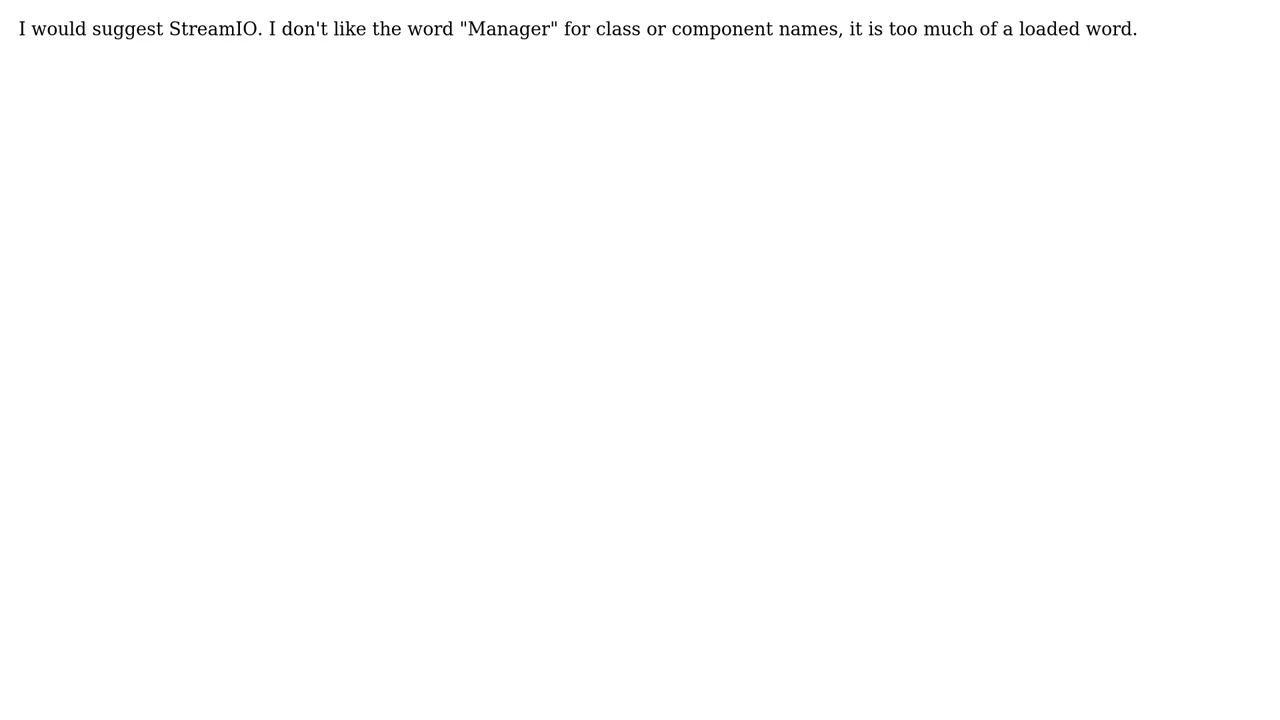 I would suggest StreamIO. I don't like the word "Manager" for class or component names, it is too much of a loaded word.